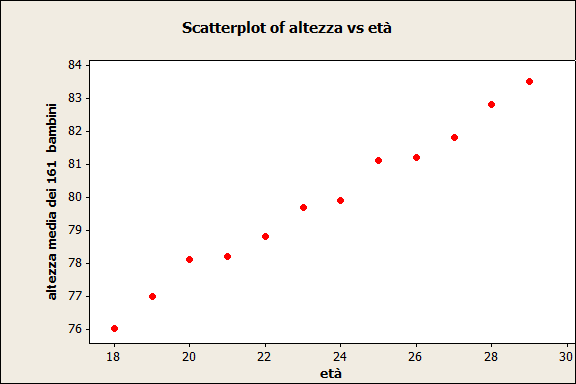 Scatterplot of altezza vs età
84
83
82
81
80
79
78
77
76
altezza media dei 161 bambini
18 20 22 24 26 28 30
età